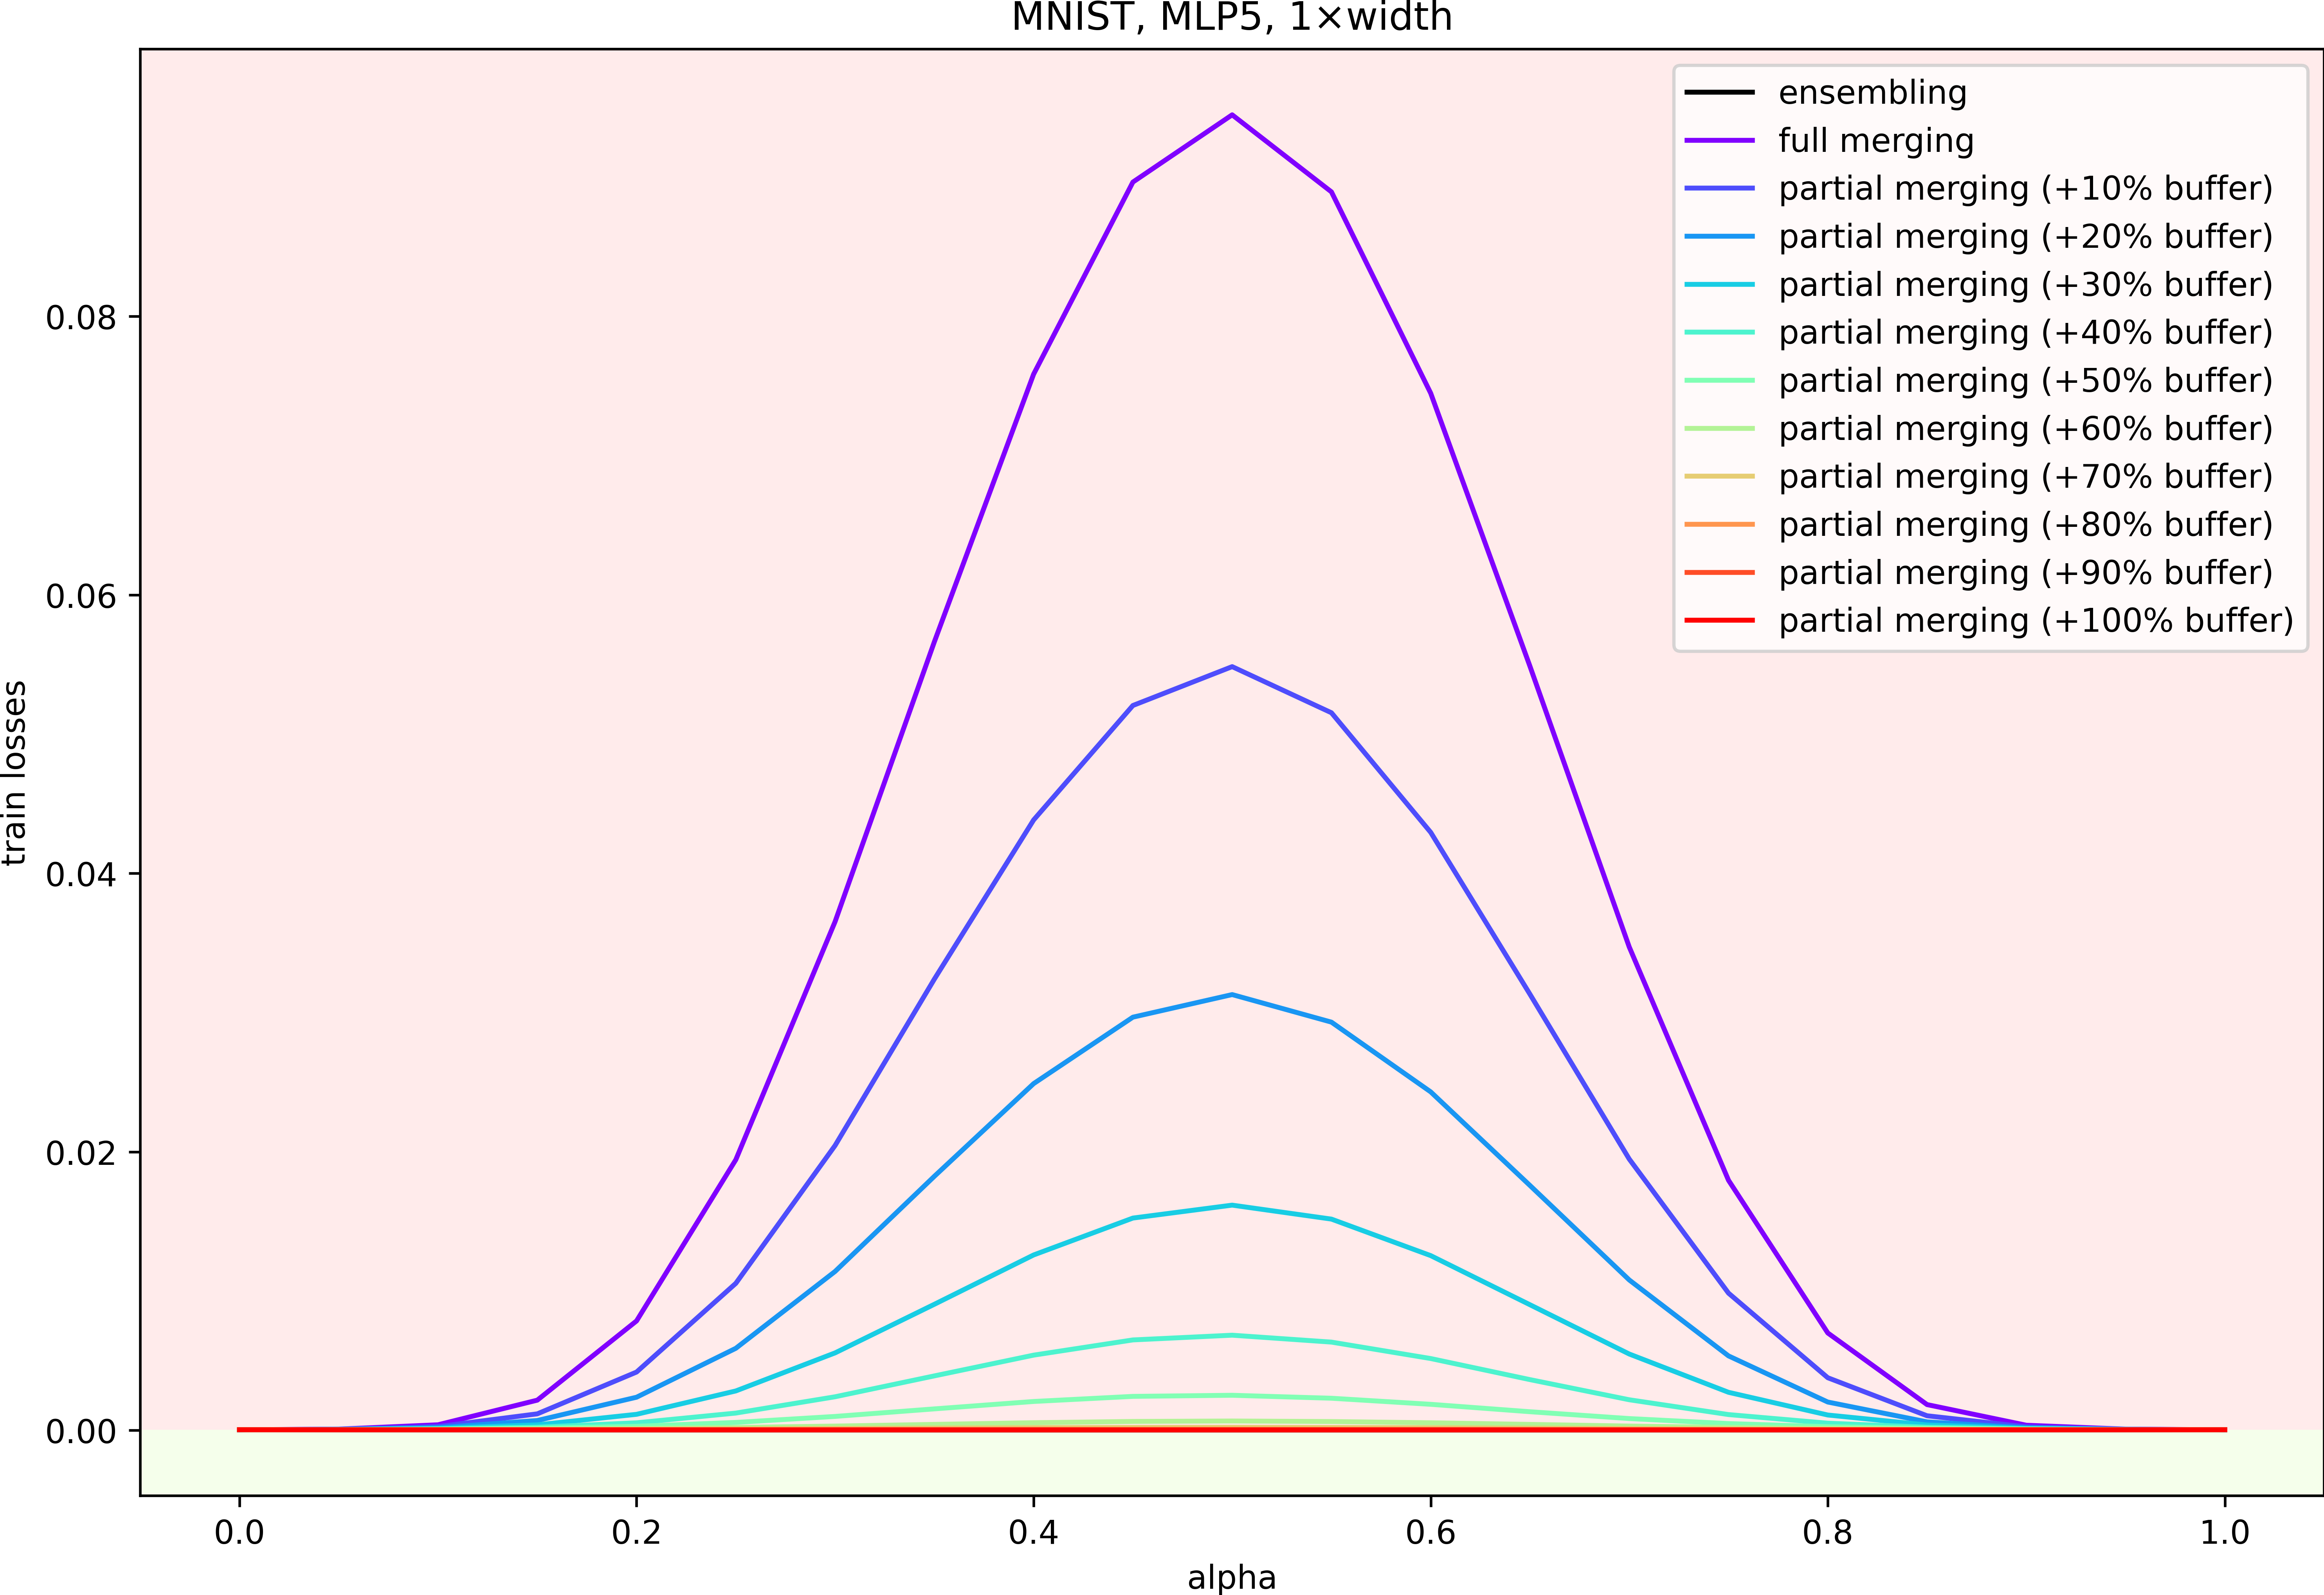 MNIST, MLP5, 1×width
ensembling
full merging
partial merging (+10% buffer)
partial merging (+20% buffer)
partial merging (+30% buffer)
partial merging (+40% buffer)
partial merging (+50% buffer)
partial merging (+60% buffer)
partial merging (+70% buffer)
partial merging (+80% buffer)
partial merging (+90% buffer)
partial merging (+100% buffer)
train losses
0.08
0.06
0.04
0.02
0.00
0.0 0.2 0.4 0.6 0.8 1.0
alpha